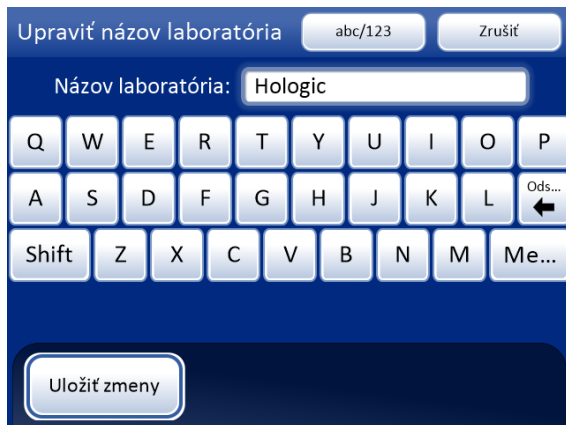 Upraviť názov laboratória abc/123 Zrušiť
Názov laboratória: Hologic
Q W E R T Y U I O P
A S D F G H J K L Ods...
Shift Z X C V B N M Me...
Uložiť zmeny